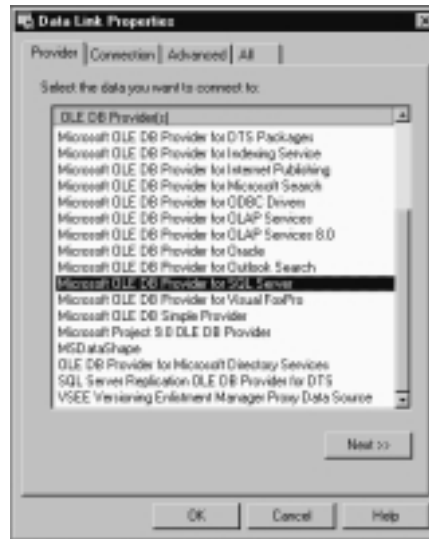 Data Link Properties
Provider Connection Advanced All
Select the data you want to connect to:
OLE DB Provider(s)
Microsoft OLE DB Provider for DTS Packages
Microsoft OLE DB Provider for Indexing Service
Microsoft OLE DB Provider for Internet Publishing
Microsoft OLE DB Provider for Microsoft Search
Microsoft OLE DB Provider for ODBC Drivers
Microsoft OLE DB Provider for OLAP Services
Microsoft OLE DB Provider for OLAP Services 8.0
Microsoft OLE DB Provider for Oracle
Microsoft OLE DB Provider for Outlook Search
Microsoft OLE DB Provider for SQL Server
Microsoft OLE DB Provider for Visual FoxPro
Microsoft OLE DB Simple Provider
Microsoft Project 9.0 OLE DB Provider
MSDataShape
OLE DB Provider for Microsoft Directory Services
SQL Server Replication OLE DB Provider for DTS
VSEE Versioning Enlistment Manager Proxy Data Source
Next >>
OK Cancel Help